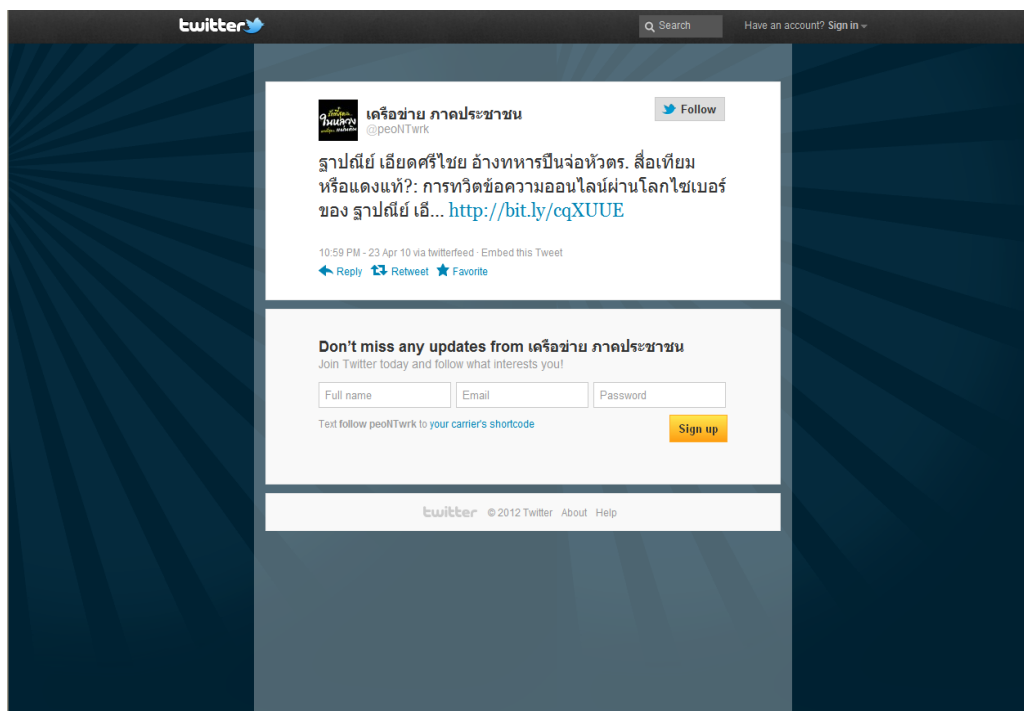 twitter
Search
Have an account? Sign in
เครือข่าย ภาคประชาชน
@peoNTwrk
Follow
ฐาปณีย์ เอียดศรีไชย อ้างทหารปืนจ่อหัวตร. สื่อเทียม
หรือแดงแท้?: การทวิตข้อความออนไลน์ผ่านโลกไซเบอร์
ของ ฐาปณีย์ เอี... http://bit.ly/cqXUUE
10:59 PM - 23 Apr 10 via twitterfeed · Embed this Tweet
Reply Retweet Favorite
Don’t miss any updates from เครือข่าย ภาคประชาชน
Join Twitter today and follow what interests you!
Full name Email Password
Text follow peoNTwrk to your carrier's shortcode
Sign up
twitter © 2012 Twitter About Help